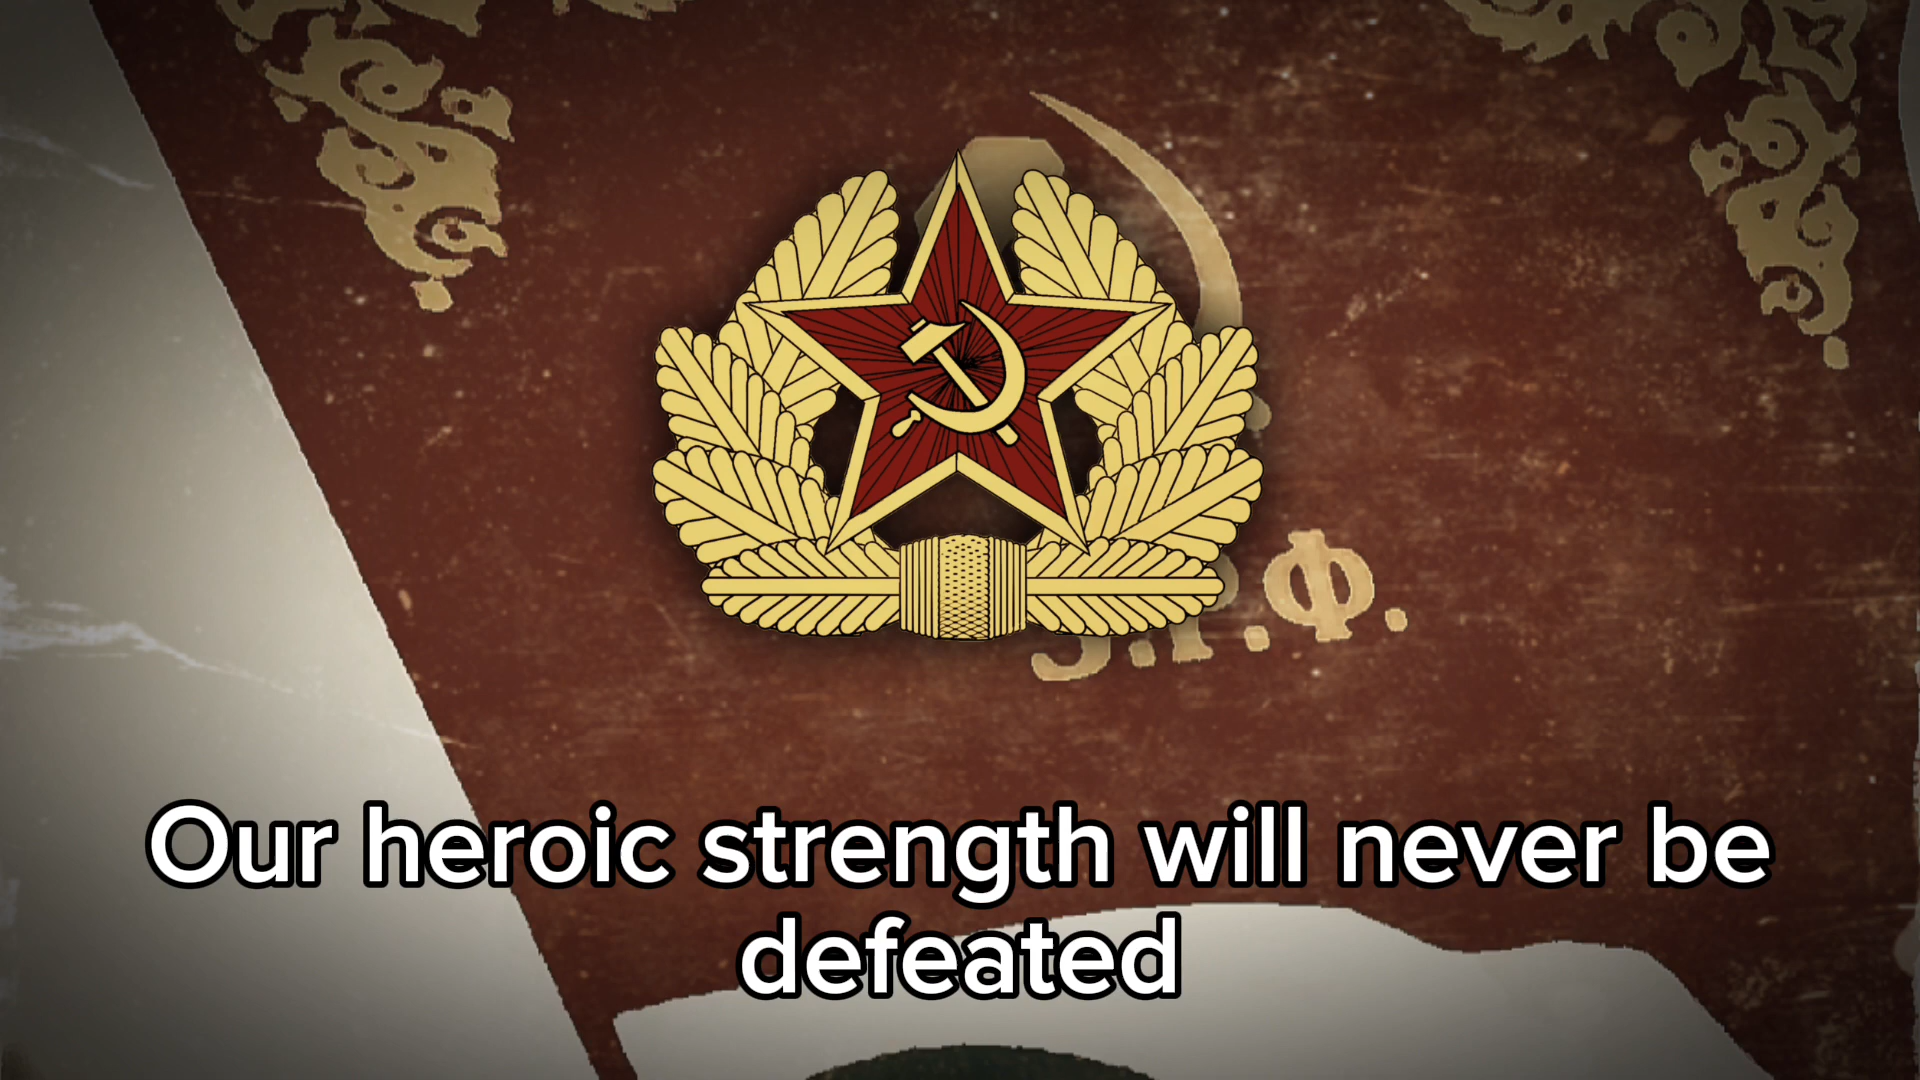 З.Г.Ф.
Our heroic strength will never be
defeated